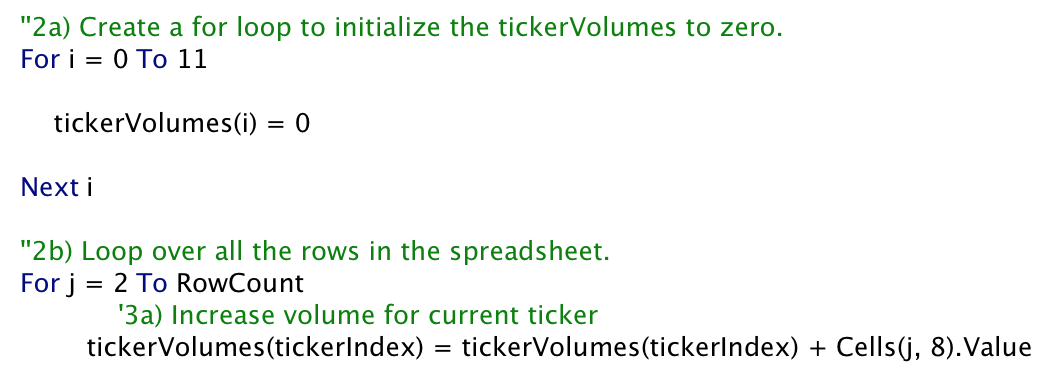 ''2a) Create a for loop to initialize the tickerVolumes to zero.
For i = 0 To 11
tickerVolumes(i) = 0
Next i
''2b) Loop over all the rows in the spreadsheet.
For j = 2 To RowCount
'3a) Increase volume for current ticker
tickerVolumes(tickerIndex) = tickerVolumes(tickerIndex) + Cells(j, 8).Value